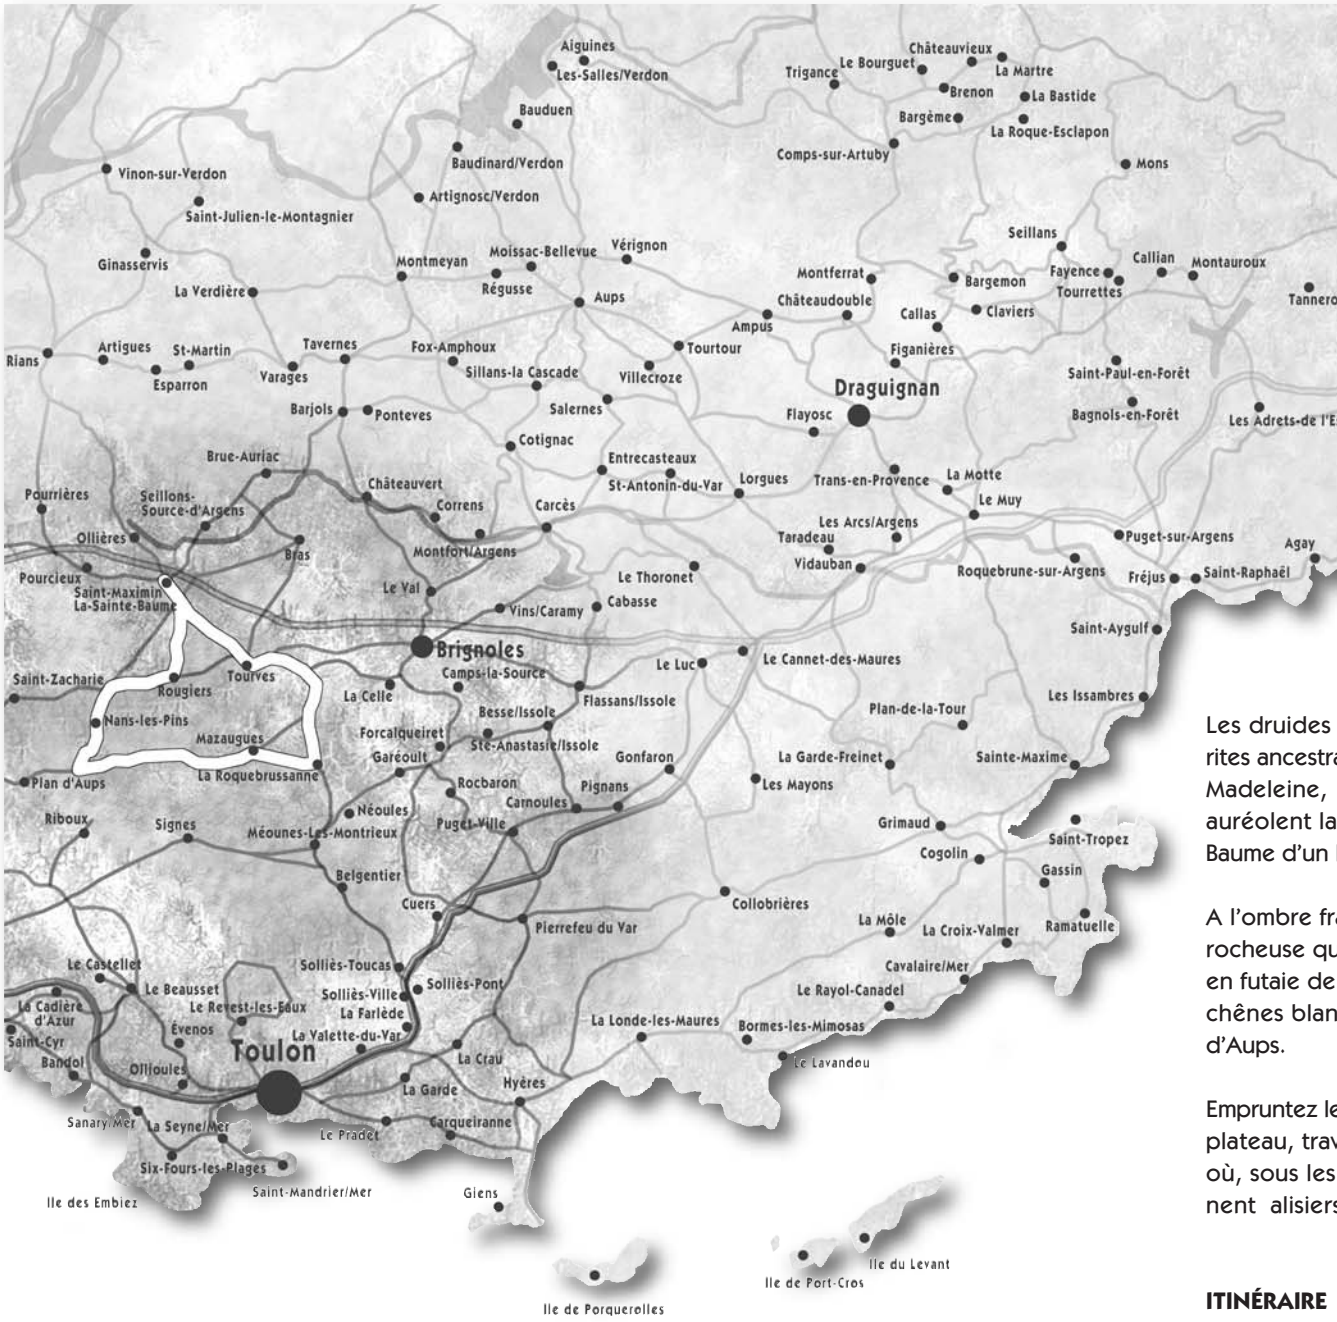 Aiguines
Les-Salles/Verdon
Bauduen
Baudinard/Verdon
Artignosc/Verdon
Vinon-sur-Verdon
Saint-Julien-le-Montagnier
Ginasservis
La Verdière
Montmeyan
Moissac-Bellevue
Régusse
Vérignon
Aups
Trigance
Le Bourguet
Châteauvieux
La Martre
Brenon
La Bastide
Bargème
La Roque-Esclapon
Comps-sur-Artuby
Mons
Seillans
Fayence
Tourrettes
Callian
Montauroux
Tannero
Montferrat
Châteaudouble
Bargemon
Claviers
Callas
Ampus
Figanières
Tourtour
Villecroze
Rians
Artigues
St-Martin
Esparron
Varages
Tavernes
Fox-Amphoux
Sillans-la Cascade
Salernes
Barjols
Ponteves
Cotignac
Draguignan
Flayosc
Saint-Paul-en-Forêt
Bagnols-en-Forêt
Les Adrets-de l'E
Brue-Auriac
Entrecasteaux
St-Antonin-du-Var
Lorgues
Trans-en-Provence
La Motte
Le Muy
Pourrières
Seillons-
Source-d'Argens
Châteauvert
Correns
Carcès
Ollières
Bras
Montfort/Argens
Les Arcs/Argens
Taradeau
Vidauban
Puget-sur-Argens
Agay
Roquebrune-sur-Argens
Fréjus
Saint-Raphaël
Pourcieux
Saint-Maximin
La-Sainte-Baume
Le Val
Vins/Caramy
Le Thoronet
Cabasse
Saint-Aygulf
Brignoles
Le Luc
Le Cannet-des-Maures
Saint-Zacharie
Rougiers
Tourves
La Celle
Camps-la-Source
Flassans/Issole
Les Issambres
Nans-les-Pins
Mazaugues
Forcalqueiret
Besse/Issole
Ste-Anastasie/Issole
Plan-de-la-Tour
Plan d'Aups
La Roquebrussanne
Garéoult
Gonfaron
La Garde-Freinet
Sainte-Maxime
Rocbaron
Pignans
Carnoules
Les Mayons
Riboux
Signes
Néoules
Méounes-Les-Montrieux
Puget-Ville
Grimaud
Saint-Tropez
Cogolin
Gassin
Belgentier
Cuers
Collobrières
Pierrefeu du Var
La Môle
La Croix-Valmer
Ramatuelle
Le Castellet
Solliès-Toucas
Cavalaire/Mer
Le Beausset
Solliès-Pont
Solliès-Ville
La Cadière
d'Azur
Le Revest-les-Eaux
La Farlède
Le Rayol-Canadel
Saint-Cyr
Évenos
La Valette-du-Var
La Londe-les-Maures
Bormes-les-Mimosas
Bandol
Toulon
La Crau
Le Lavandou
Ollioules
La Garde
Hyères
Sanary/Mer
La Seyne/Mer
Le Pradet
Carqueiranne
Six-Fours-les-Plages
Saint-Mandrier/Mer
Ile des Embiez
Giens
Ile de Porquerolles
Ile de Port-Cros
Ile du Levant
Les druides
rites ancestra
Madeleine,
auréolent la
Baume d'un
A l'ombre fra
rocheuse qu
en futaie de
chênes blan
d'Aups.
Empruntez le
plateau, trav
où, sous les
nent alisiers
ITINÉRAIRE